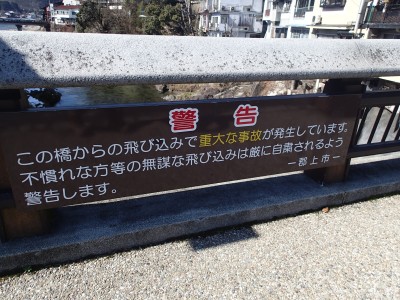 警告
この橋からの飛び込みで重大な事故が発生しています。
不慣れな方等の無謀な飛び込みは厳に自粛されるよう
警告します。
－郡上市－